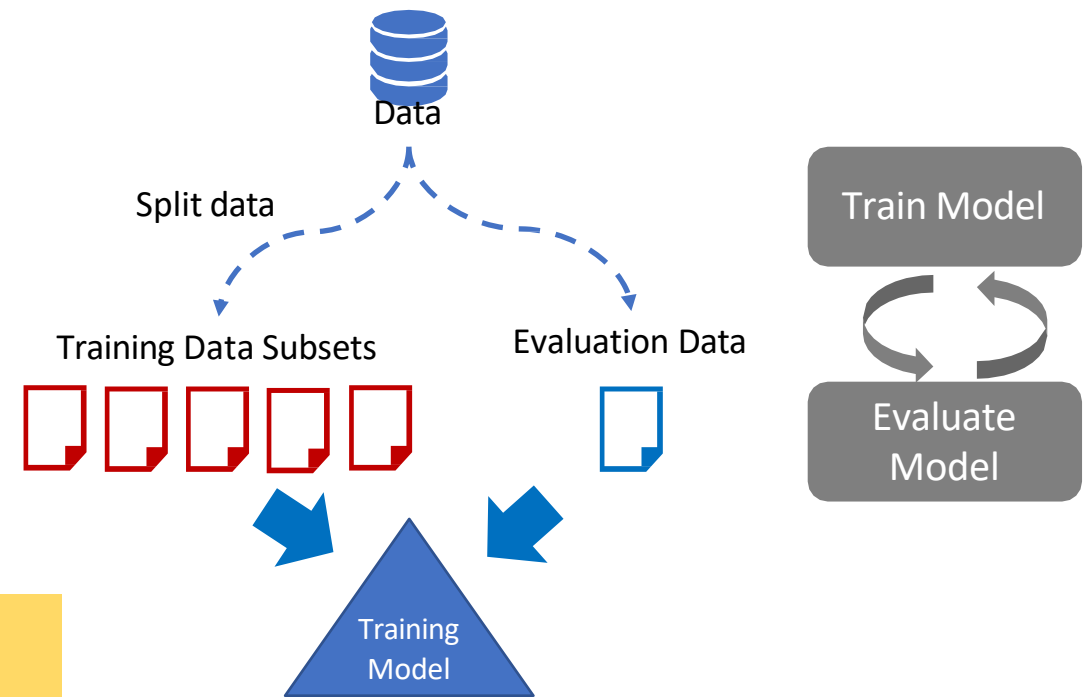 Data
Split data
Training Data Subsets
Evaluation Data
Training
Model
Train Model
Evaluate
Model